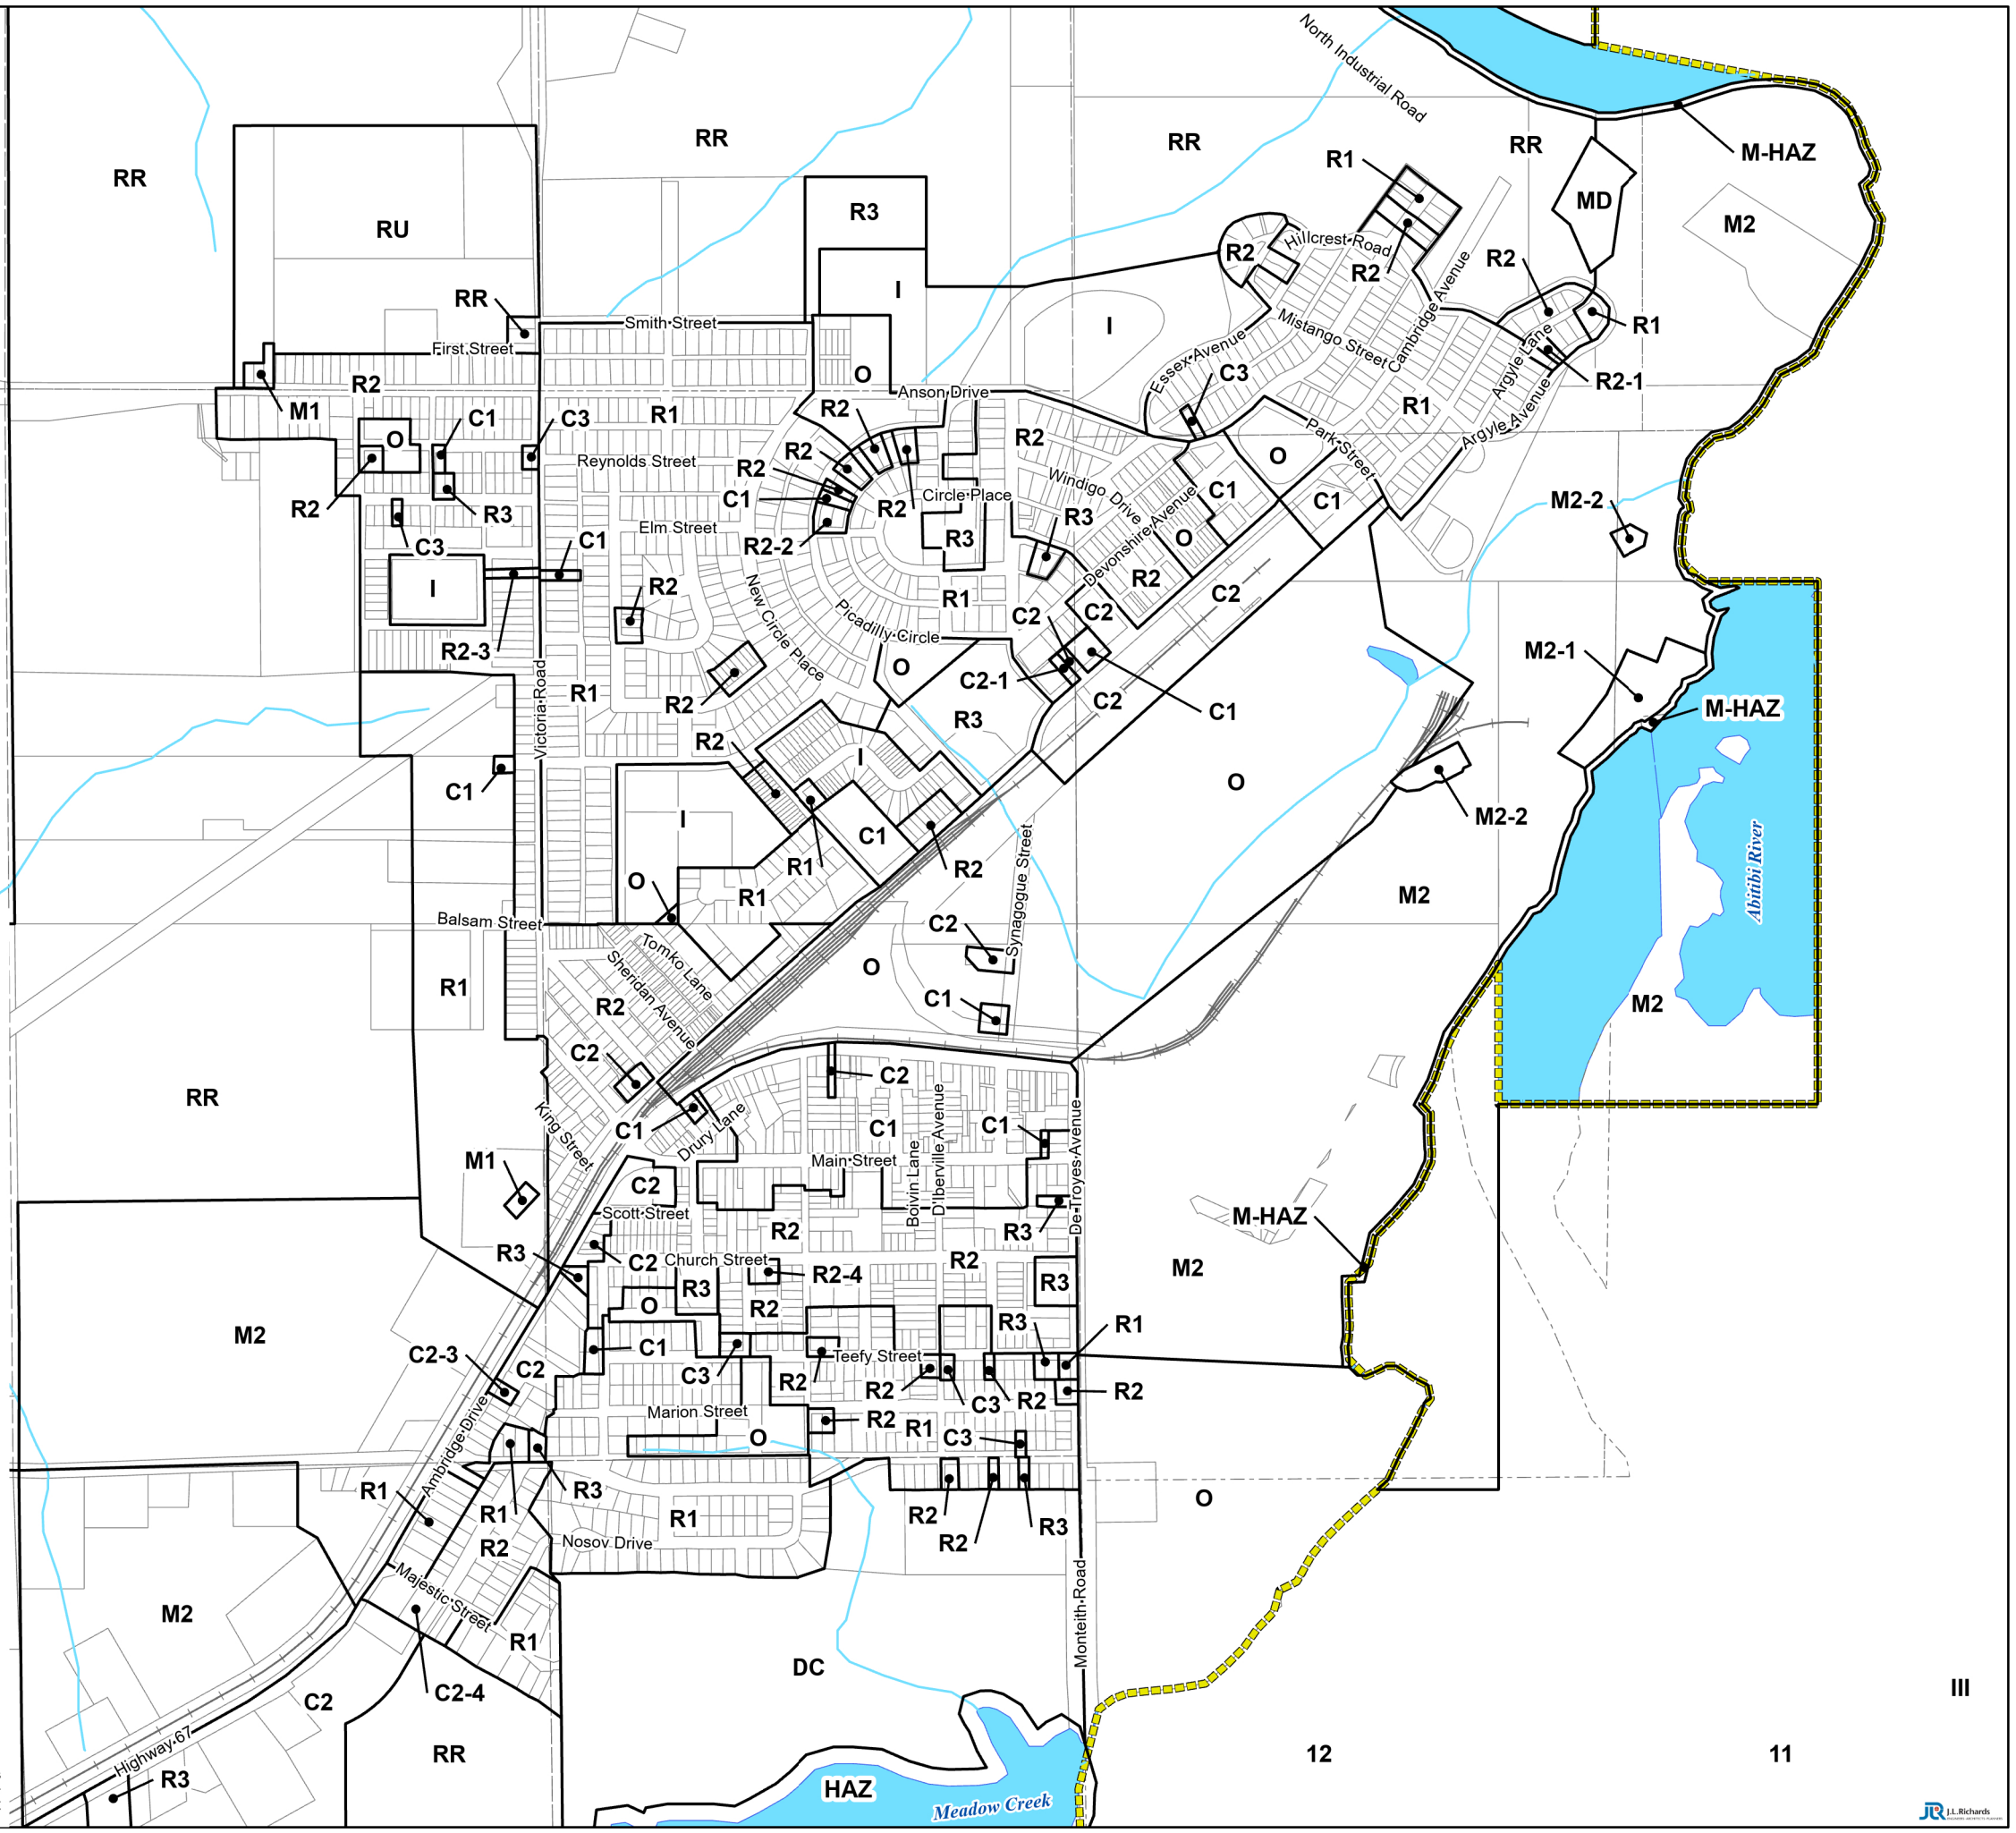 North Industrial Road
RR
RR
RR
RR
R1
M-HAZ
RU
R3
MD
M2
R2
Hillcrest Road
R2
R2
RR
I
I
Smith Street
First Street
Essex Avenue
Mistango Street
Cambridge Avenue
Argyle Lane
R1
R2
O
C3
R2-1
M1
Anson Drive
R1
C1
C3
R1
R2
R2
Park Street
Argyle Avenue
O
Reynolds Street
R2
R2
O
Windigo Drive
C1
C1
R2
C1
Circle Place
R2
R3
M2-2
R3
Elm Street
R2-2
R3
O
Devonshire Avenue
C3
C1
I
R2
New Circle Place
R1
R2
C2
C2
C2
Picadilly Circle
R2-3
M2-1
O
C2-1
Victoria Road
R1
R2
R3
C2
C1
M-HAZ
R2
I
C1
O
M2-2
I
C1
R1
R2
Synagogue Street
Abitibi River
O
R1
M2
Balsam Street
C2
Tomko Lane
Sheridan Avenue
O
R1
R2
C1
M2
C2
C2
RR
King Street
C1
Drury Lane
C1
C1
Boivin Lane
D'Iberville Avenue
De Troyes Avenue
Main Street
M1
C2
Scott Street
R2
R3
M-HAZ
R3
C2
Church Street
R2
R3
R2-4
R3
M2
O
R2
M2
R3
R1
C2-3
C2
C1
C3
Teefy Street
R2
R2
C3
R2
R2
Ambridge Drive
Marion Street
O
R2
R1
C3
R1
R1
R3
R1
R2
R2
R3
O
R2
Nosov Drive
Majestic Street
M2
R1
Monteith Road
DC
C2-4
C2
III
Highway 67
RR
R3
HAZ
Meadow Creek
12
11
J.L.Richards